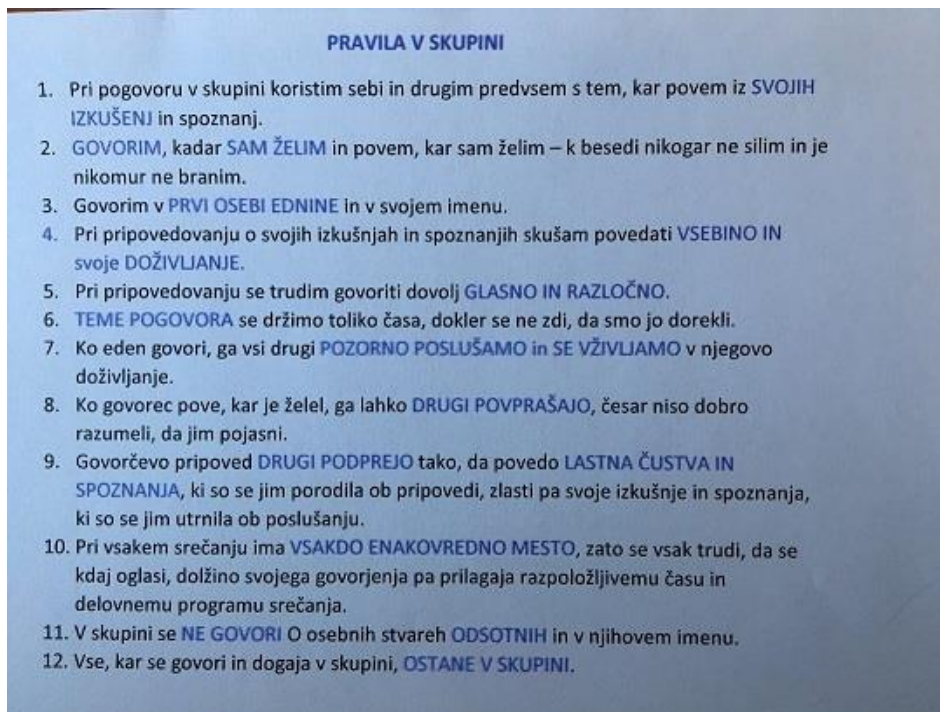 PRAVILA V SKUPINI
1. Pri pogovoru v skupini koristim sebi in drugim predvsem s tem, kar povem iz SVOJIH
IZKUŠENJ in spoznanj.
2. GOVORIM, kadar SAM ŽELIM in povem, kar sam želim – k besedi nikogar ne silim in je
nikomur ne branim.
3. Govorim v PRVI OSEBI EDNINE in v svojem imenu.
4. Pri pripovedovanju o svojih izkušnjah in spoznanjih skušam povedati VSEBINO IN
svoje DOŽIVLJANJE.
5. Pri pripovedovanju se trudim govoriti dovolj GLASNO IN RAZLOČNO.
6. TEME POGOVORA se držimo toliko časa, dokler se ne zdi, da smo jo dorekli.
7. Ko eden govori, ga vsi drugi POZORNO POSLUŠAMO in SE VŽIVLJAMO v njegovo
doživljanje.
8. Ko govorec pove, kar je želel, ga lahko DRUGI POVPRAŠAJO, česar niso dobro
razumeli, da jim pojasni.
9. Govorčevo pripoved DRUGI PODPREJO tako, da povedo LASTNA ČUSTVA IN
SPOZNANJA, ki so se jim porodila ob pripovedi, zlasti pa svoje izkušnje in spoznanja,
ki so se jim utrnila ob poslušanju.
10. Pri vsakem srečanju ima VSAKDO ENAKOVREDNO MESTO, zato se vsak trudi, da se
kdaj oglasi, dolžino svojega govorjenja pa prilagaja razpoložljivemu času in
delovnemu programu srečanja.
11. V skupini se NE GOVORI O osebnih stvareh ODSOTNIH in v njihovem imenu.
12. Vse, kar se govori in dogaja v skupini, OSTANE V SKUPINI.